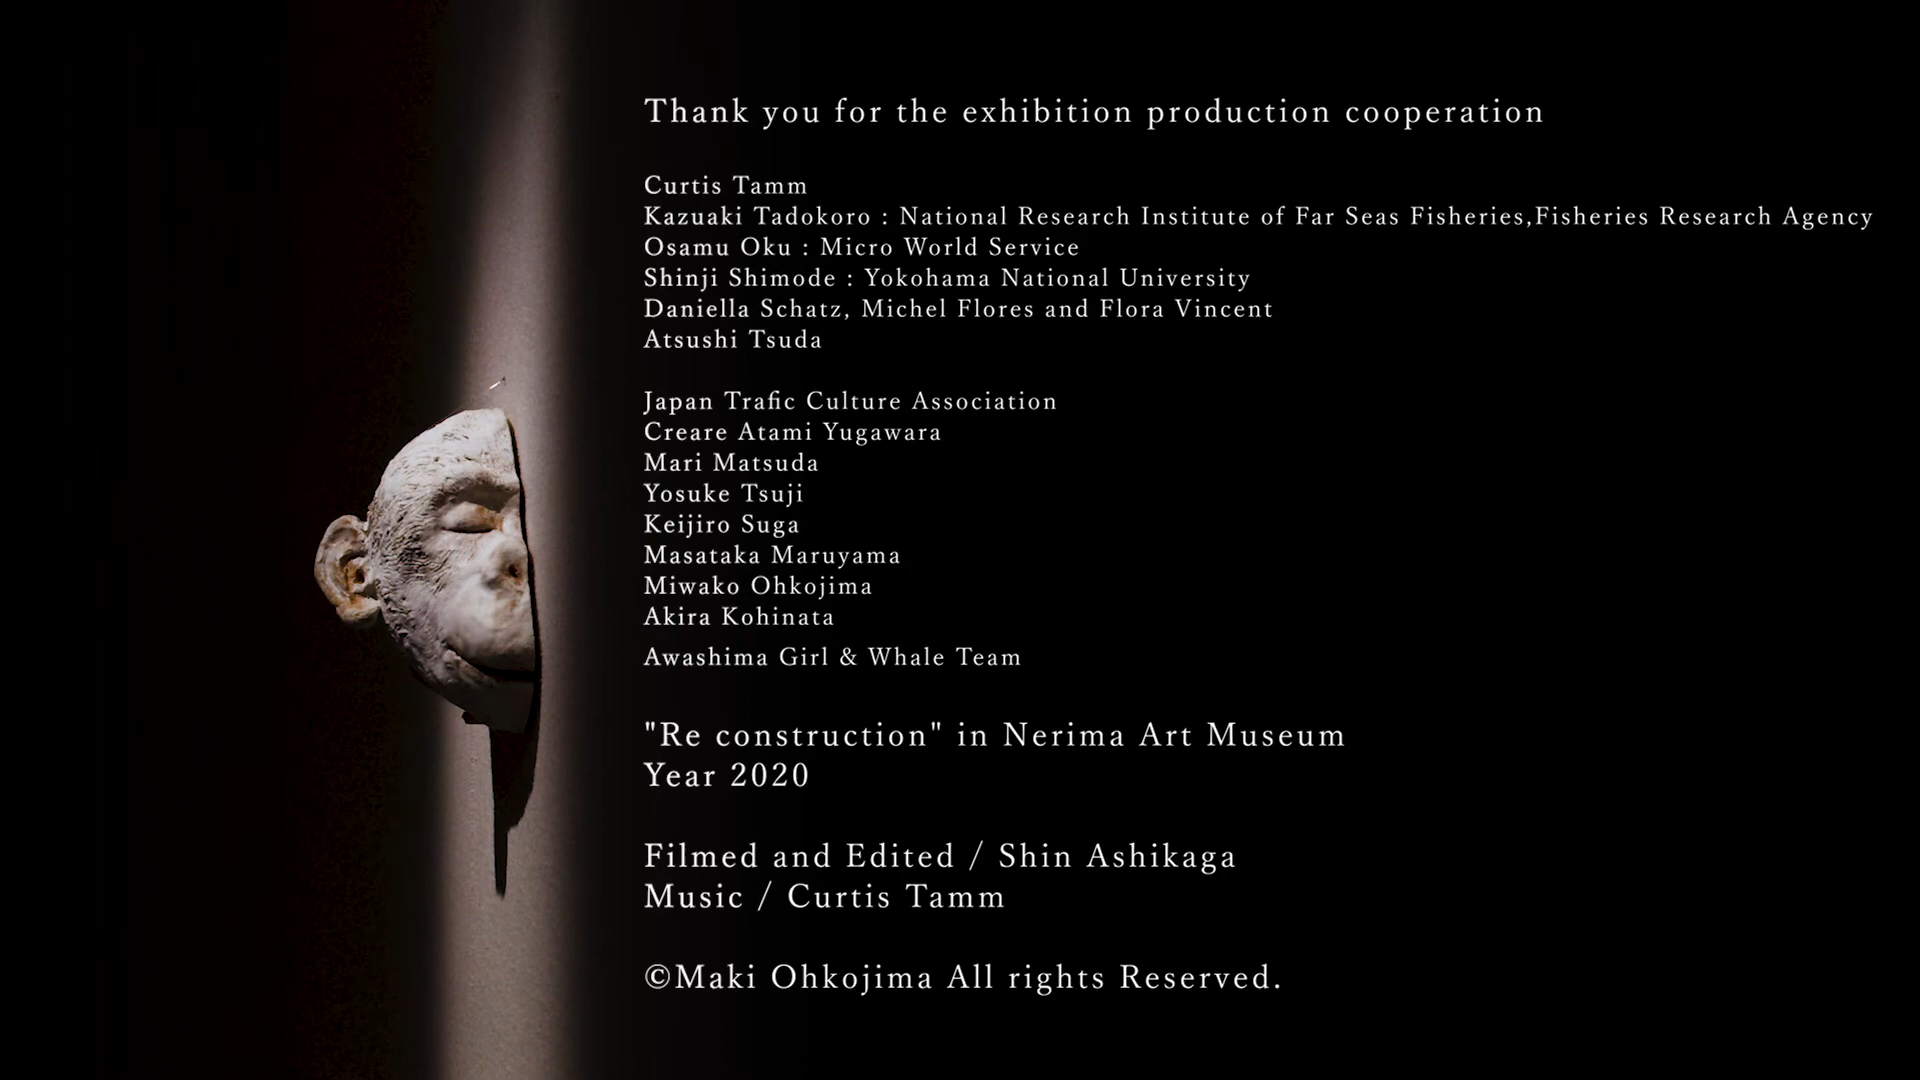 Thank you for the exhibition production cooperation
Curtis Tamm
Kazuaki Tadokoro : National Research Institute of Far Seas Fisheries,Fisheries Research Agency
Osamu Oku : Micro World Service
Shinji Shimode : Yokohama National University
Daniella Schatz, Michel Flores and Flora Vincent
Atsushi Tsuda
Japan Trafic Culture Association
Creare Atami Yugawara
Mari Matsuda
Yosuke Tsuji
Keijiro Suga
Masataka Maruyama
Miwako Ohkojima
Akira Kohinata
Awashima Girl & Whale Team
"Re construction" in Nerima Art Museum
Year 2020
Filmed and Edited / Shin Ashikaga
Music / Curtis Tamm
©Maki Ohkojima All rights Reserved.